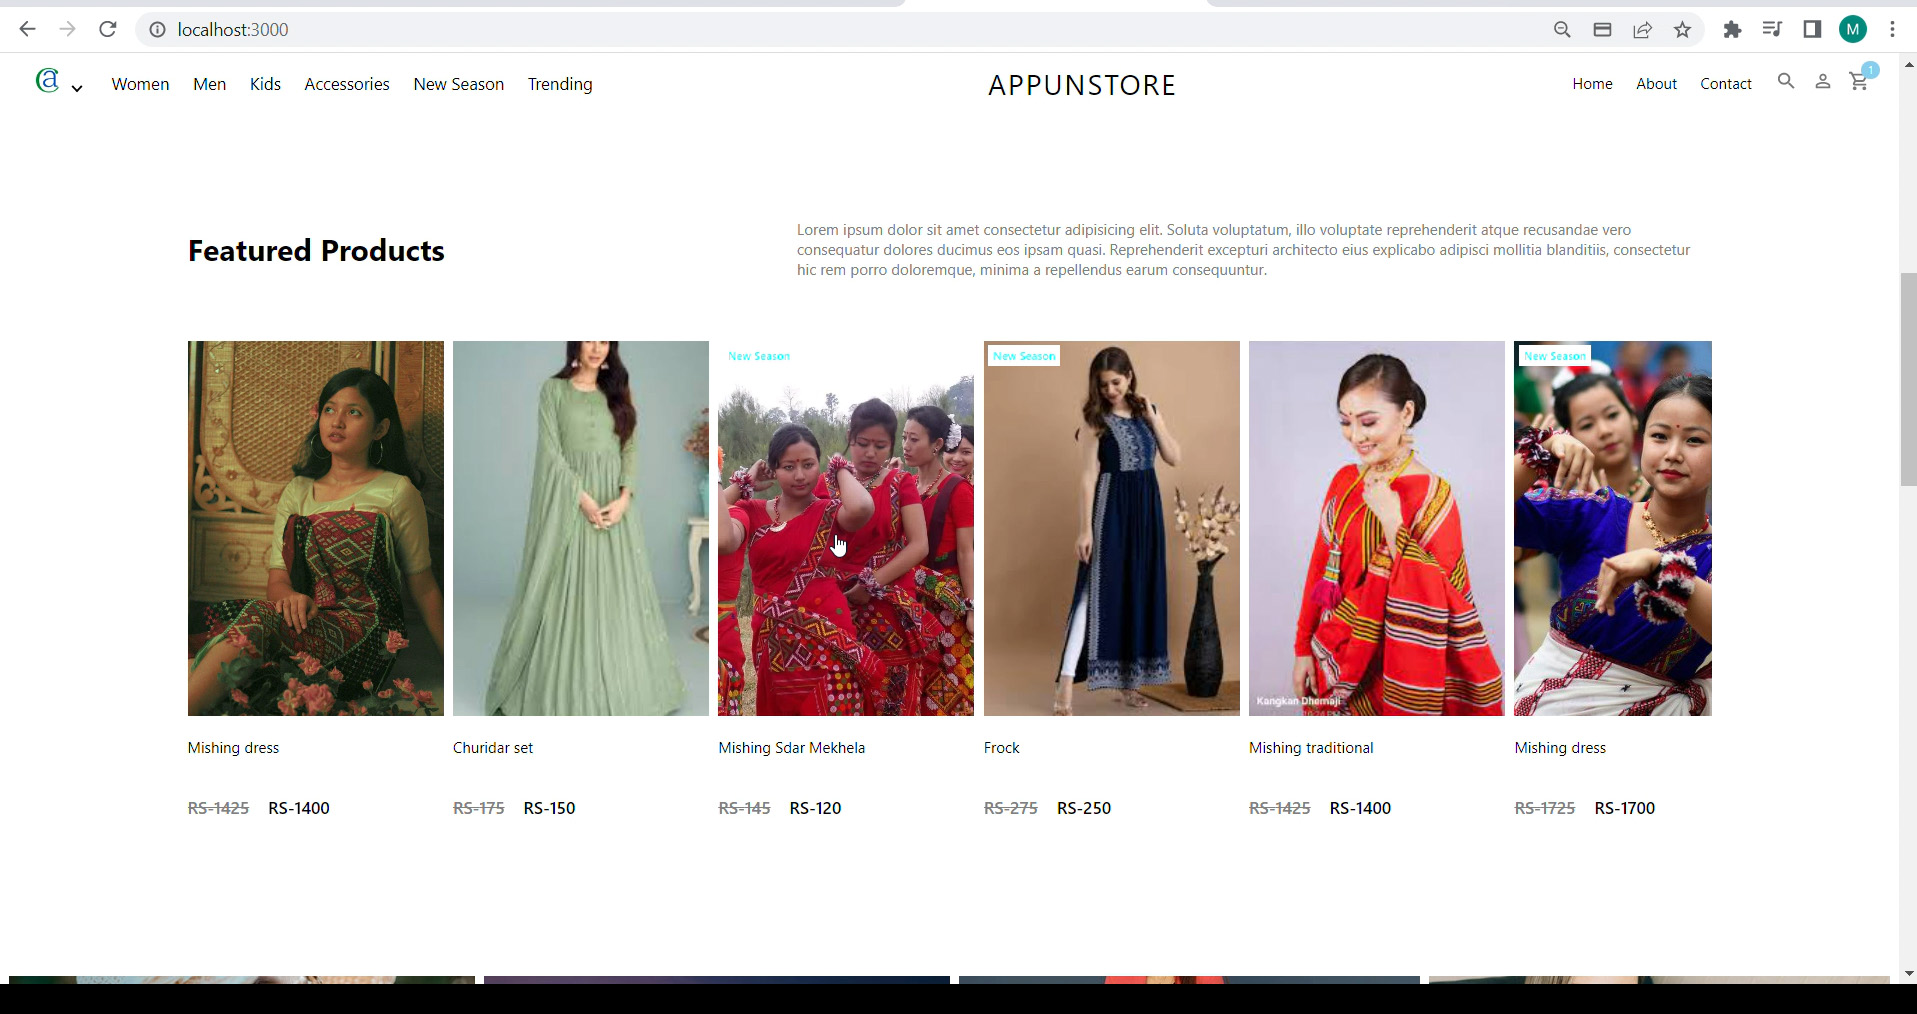 localhost:3000
M
a Women Men Kids Accessories New Season Trending
APPUNSTORE
Home About Contact 1
Featured Products
Lorem ipsum dolor sit amet consectetur adipisicing elit. Soluta voluptatum, illo voluptate reprehenderit atque recusandae vero
consequatur dolores ducimus eos ipsam quasi. Reprehenderit excepturi architecto eius explicabo adipisci mollitia blanditiis, consectetur
hic rem porro doloremque, minima a repellendus earum consequuntur.
New Season
New Season
New Season
Kangkan Dhemaji
Mishing dress
RS-1425 RS-1400
Churidar set
RS-175 RS-150
Mishing Sdar Mekhela
RS-145 RS-120
Frock
RS-275 RS-250
Mishing traditional
RS-1425 RS-1400
Mishing dress
RS-1725 RS-1700